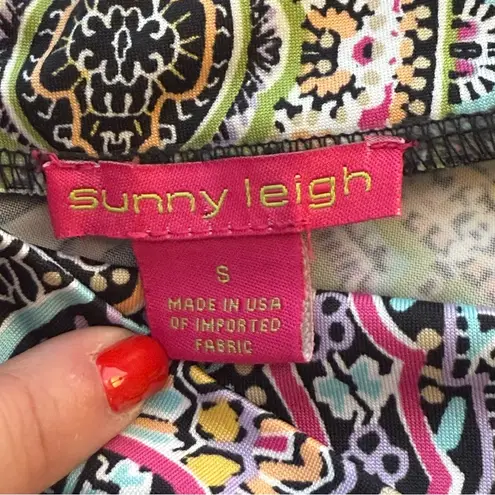 sunny leigh
S
MADE IN USA
OF IMPORTED
FABRIC